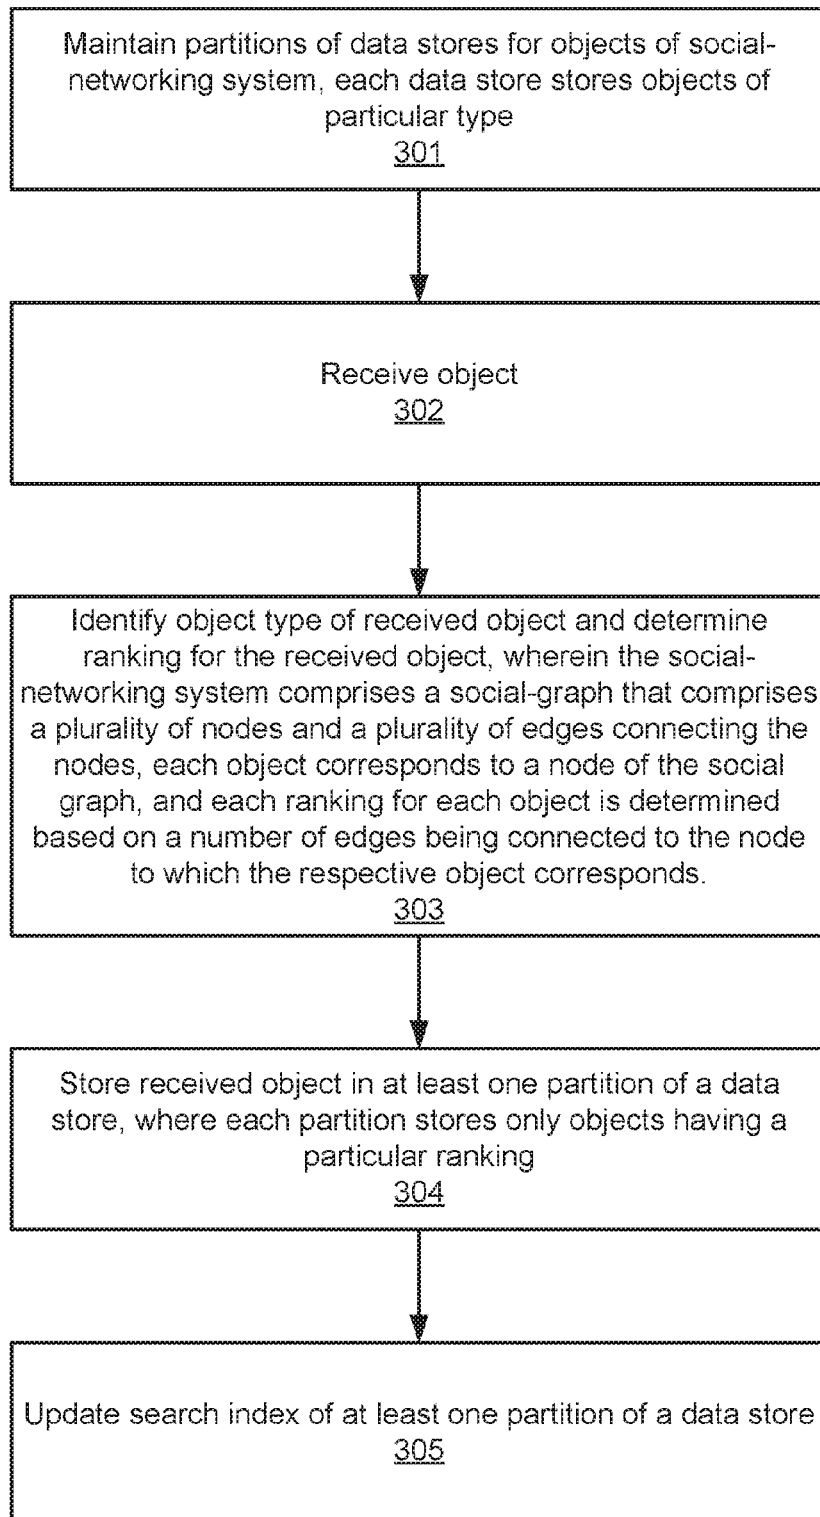 Maintain partitions of data stores for objects of social-
networking system, each data store stores objects of
particular type
301
Receive object
302
Identify object type of received object and determine
ranking for the received object, wherein the social-
networking system comprises a social-graph that comprises
a plurality of nodes and a plurality of edges connecting the
nodes, each object corresponds to a node of the social
graph, and each ranking for each object is determined
based on a number of edges being connected to the node
to which the respective object corresponds.
303
Store received object in at least one partition of a data
store, where each partition stores only objects having a
particular ranking
304
Update search index of at least one partition of a data store
305